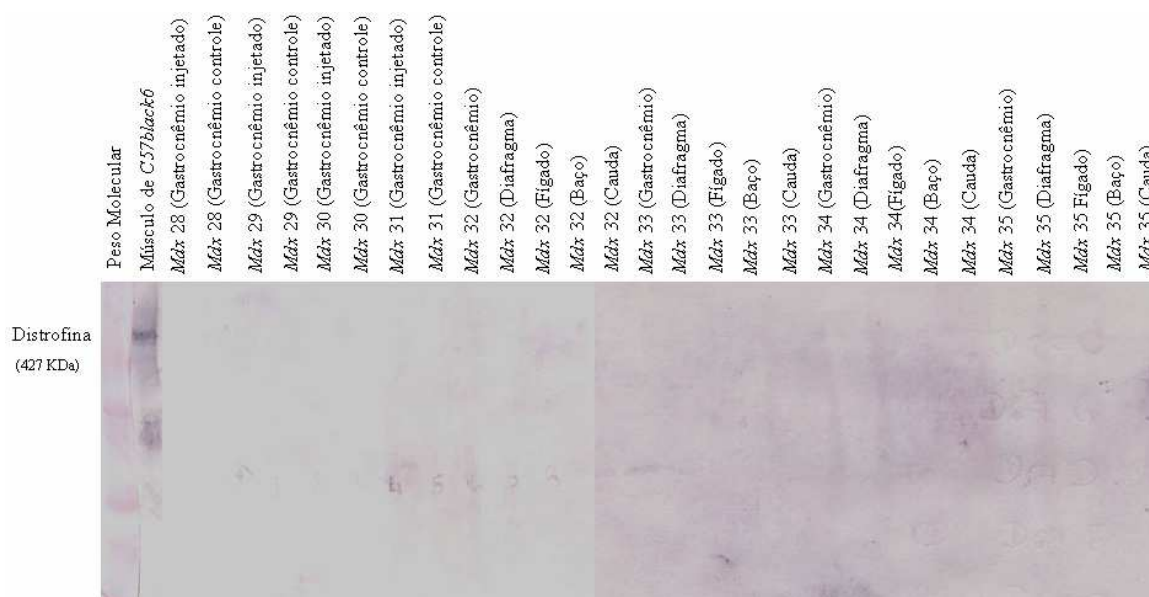 Peso Molecular
Músculo de C57black6
Mdx 28 (Gastrocnêmio injetado)
Mdx 28 (Gastrocnêmio controle)
Mdx 29 (Gastrocnêmio injetado)
Mdx 29 (Gastrocnêmio controle)
Mdx 30 (Gastrocnêmio injetado)
Mdx 30 (Gastrocnêmio controle)
Mdx 31 (Gastrocnêmio injetado)
Mdx 31 (Gastrocnêmio controle)
Mdx 32 (Gastrocnêmio)
Mdx 32 (Diafragma)
Mdx 32 (Fígado)
Mdx 32 (Baço)
Mdx 32 (Cauda)
Mdx 33 (Gastrocnêmio)
Mdx 33 (Diafragma)
Mdx 33 (Fígado)
Mdx 33 (Baço)
Mdx 33 (Cauda)
Mdx 34 (Gastrocnêmio)
Mdx 34 (Diafragma)
Mdx 34(Fígado)
Mdx 34 (Baço)
Mdx 34 (Cauda)
Mdx 35 (Gastrocnêmio)
Mdx 35 (Diafragma)
Mdx 35 Fígado)
Mdx 35 (Baço)
Mdx 35 (Cauda)
Distrofina
(427 KDa)
4 5